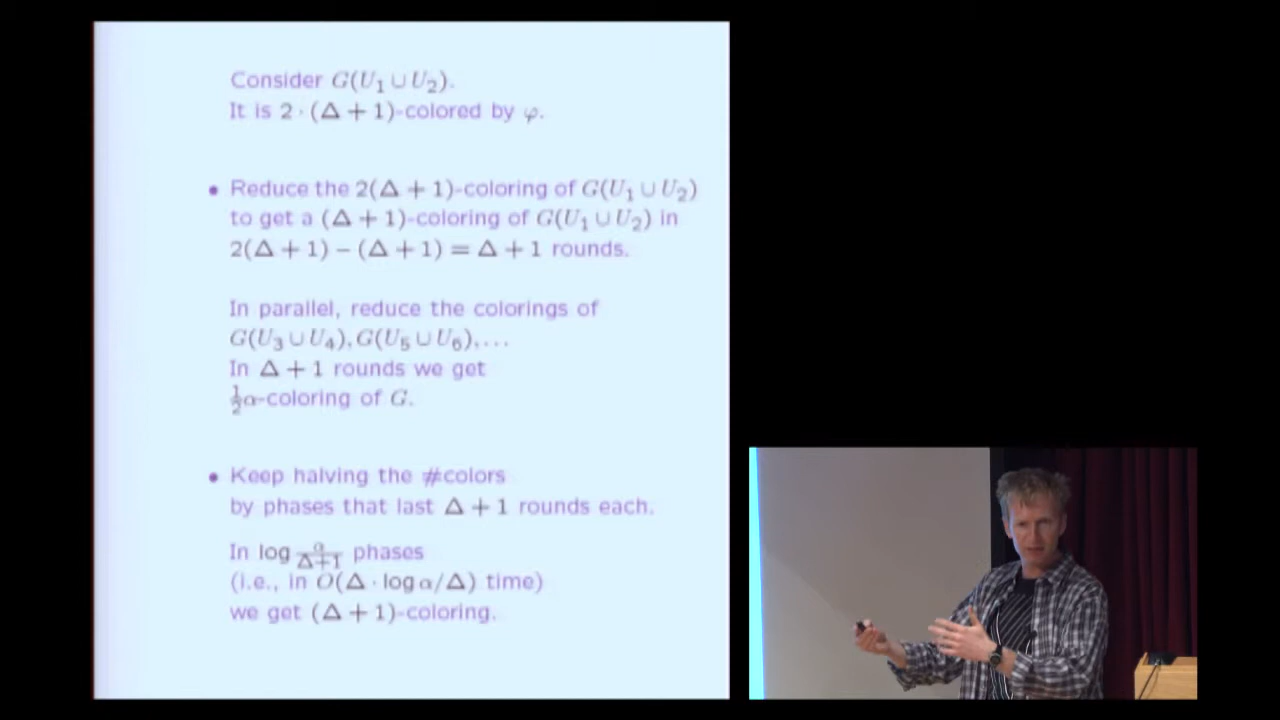 Consider G(U₁ ∪ U₂).
It is 2 · (Δ + 1)-colored by φ.
• Reduce the 2(Δ + 1)-coloring of G(U₁ ∪ U₂)
to get a (Δ + 1)-coloring of G(U₁ ∪ U₂) in
2(Δ + 1) − (Δ + 1) = Δ + 1 rounds.
In parallel, reduce the colorings of
G(U₃ ∪ U₄), G(U₅ ∪ U₆), ...
In Δ + 1 rounds we get
½α-coloring of G.
• Keep halving the #colors
by phases that last Δ + 1 rounds each.
In log α/(Δ+1) phases
(i.e., in O(Δ · log α/Δ) time)
we get (Δ + 1)-coloring.